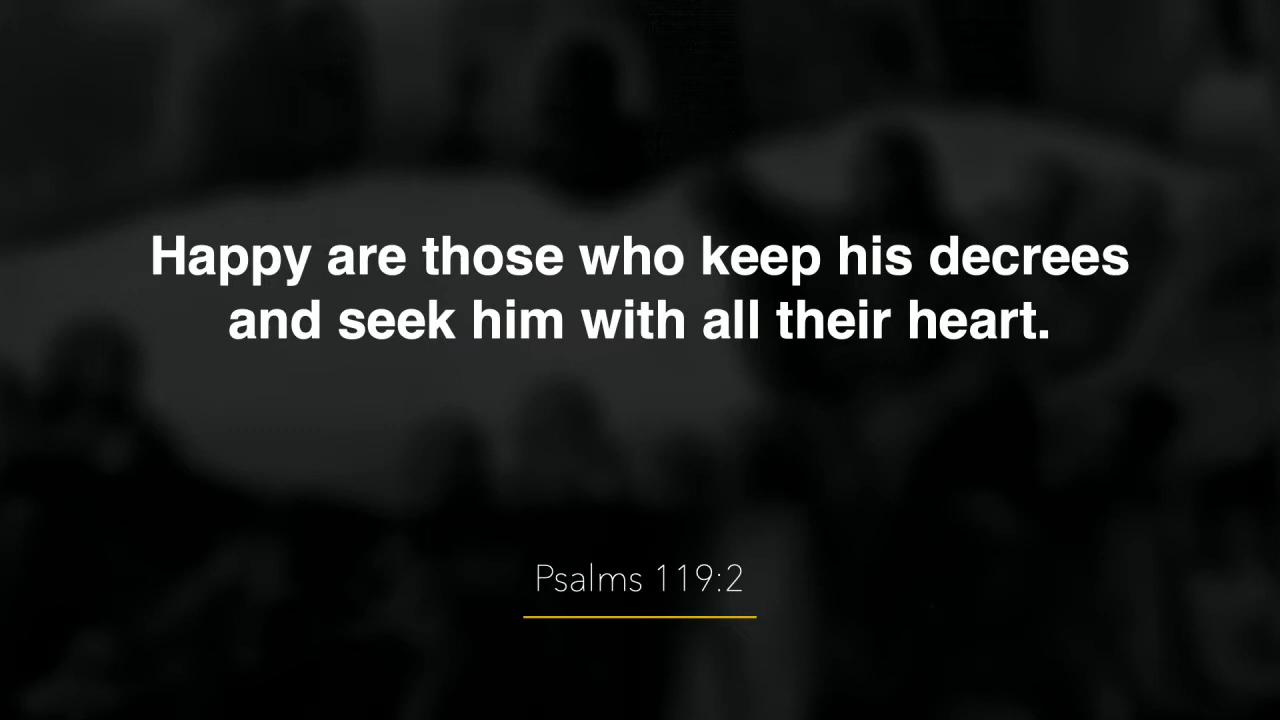 Happy are those who keep his decrees
and seek him with all their heart.
Psalms 119:2